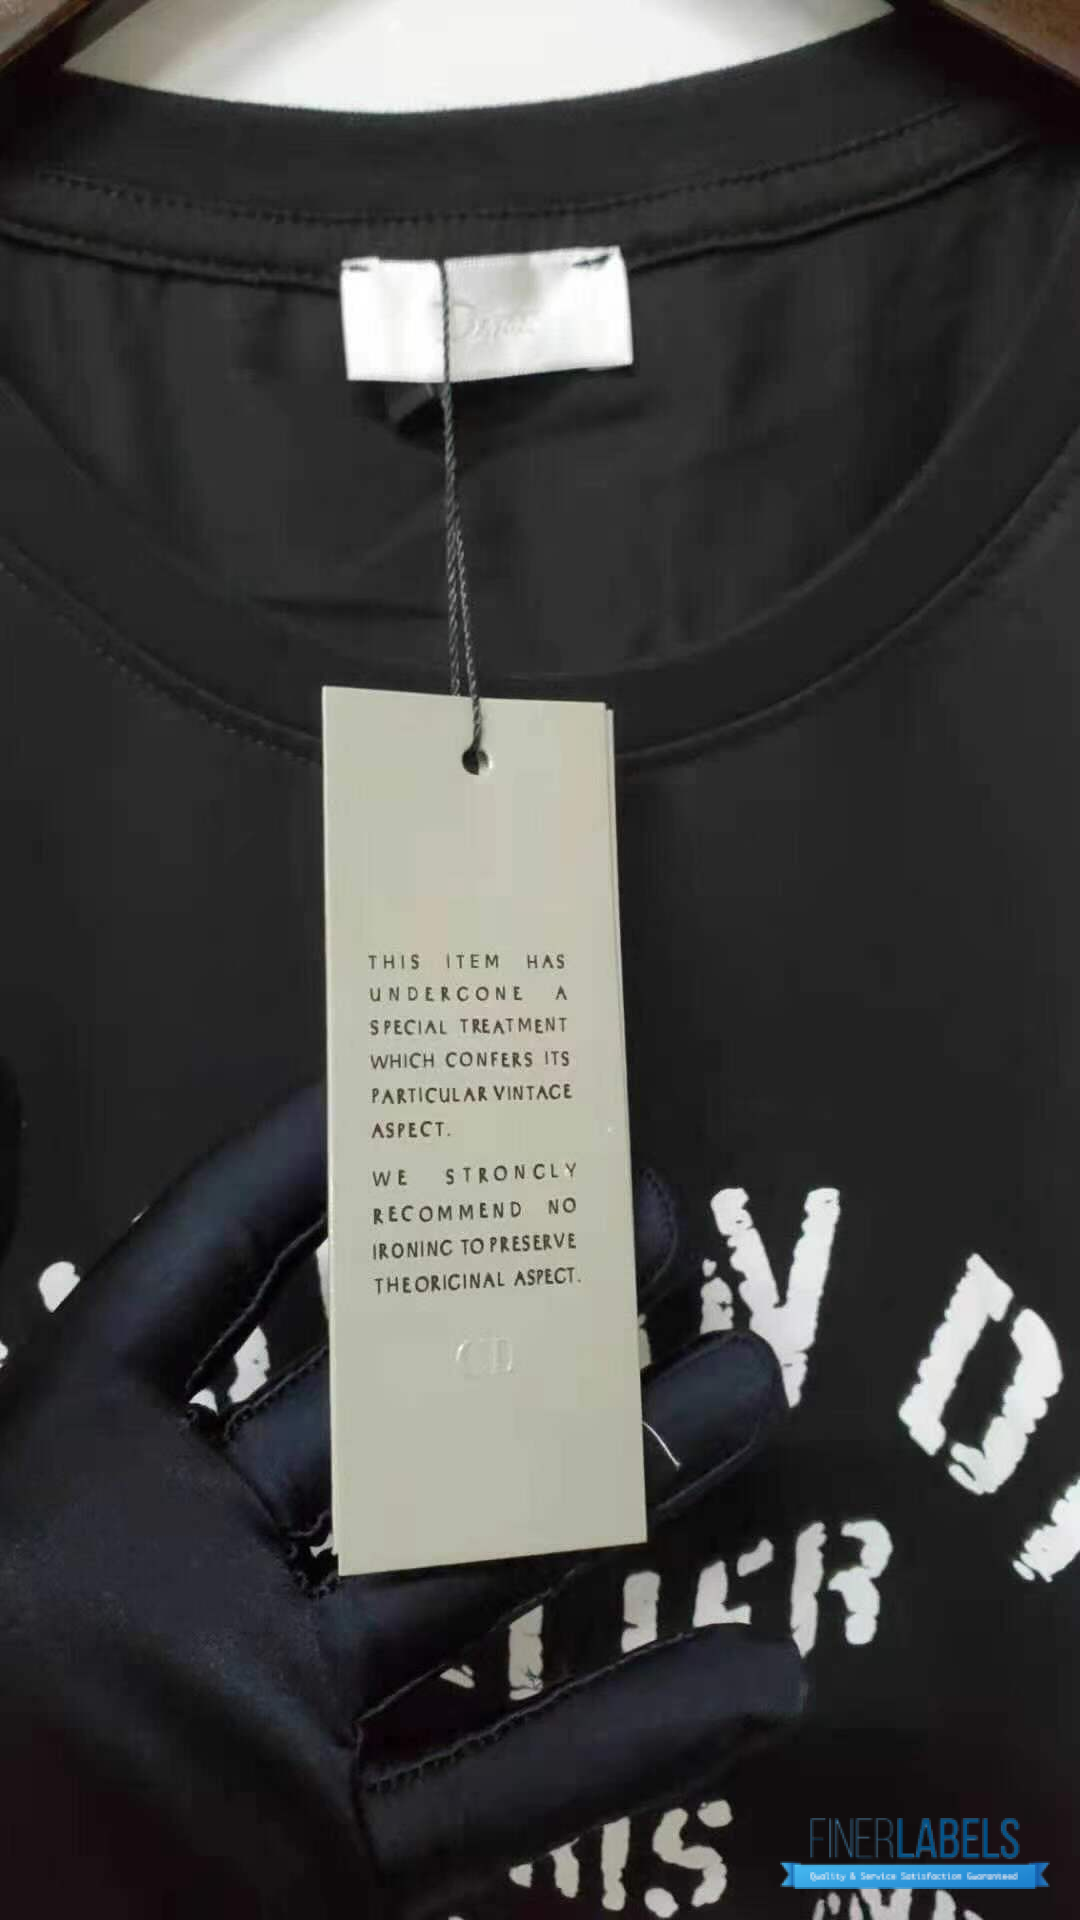 Dior
THIS ITEM HAS
UNDERGONE A
SPECIAL TREATMENT
WHICH CONFERS ITS
PARTICULAR VINTAGE
ASPECT.
WE STRONGLY
RECOMMEND NO
IRONING TO PRESERVE
THE ORIGINAL ASPECT.
CD
FINERLABELS
Quality & Service Satisfaction Guaranteed